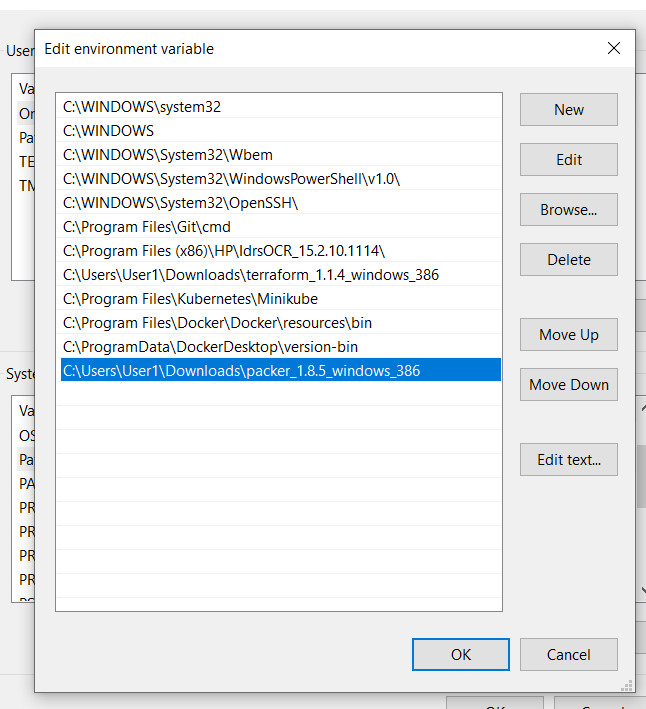 Edit environment variable
User
Va
On
Pa
TE
TM
C:\WINDOWS\system32
C:\WINDOWS
C:\WINDOWS\System32\Wbem
C:\WINDOWS\System32\WindowsPowerShell\v1.0\
C:\WINDOWS\System32\OpenSSH\
C:\Program Files\Git\cmd
C:\Program Files (x86)\HP\IdrsOCR_15.2.10.1114\
C:\Users\User1\Downloads\terraform_1.1.4_windows_386
C:\Program Files\Kubernetes\Minikube
C:\Program Files\Docker\Docker\resources\bin
C:\ProgramData\DockerDesktop\version-bin
C:\Users\User1\Downloads\packer_1.8.5_windows_386
New
Edit
Browse...
Delete
Move Up
Move Down
Edit text...
Syste
Va
OS
Pa
PA
PR
PR
PR
PR
OK
Cancel